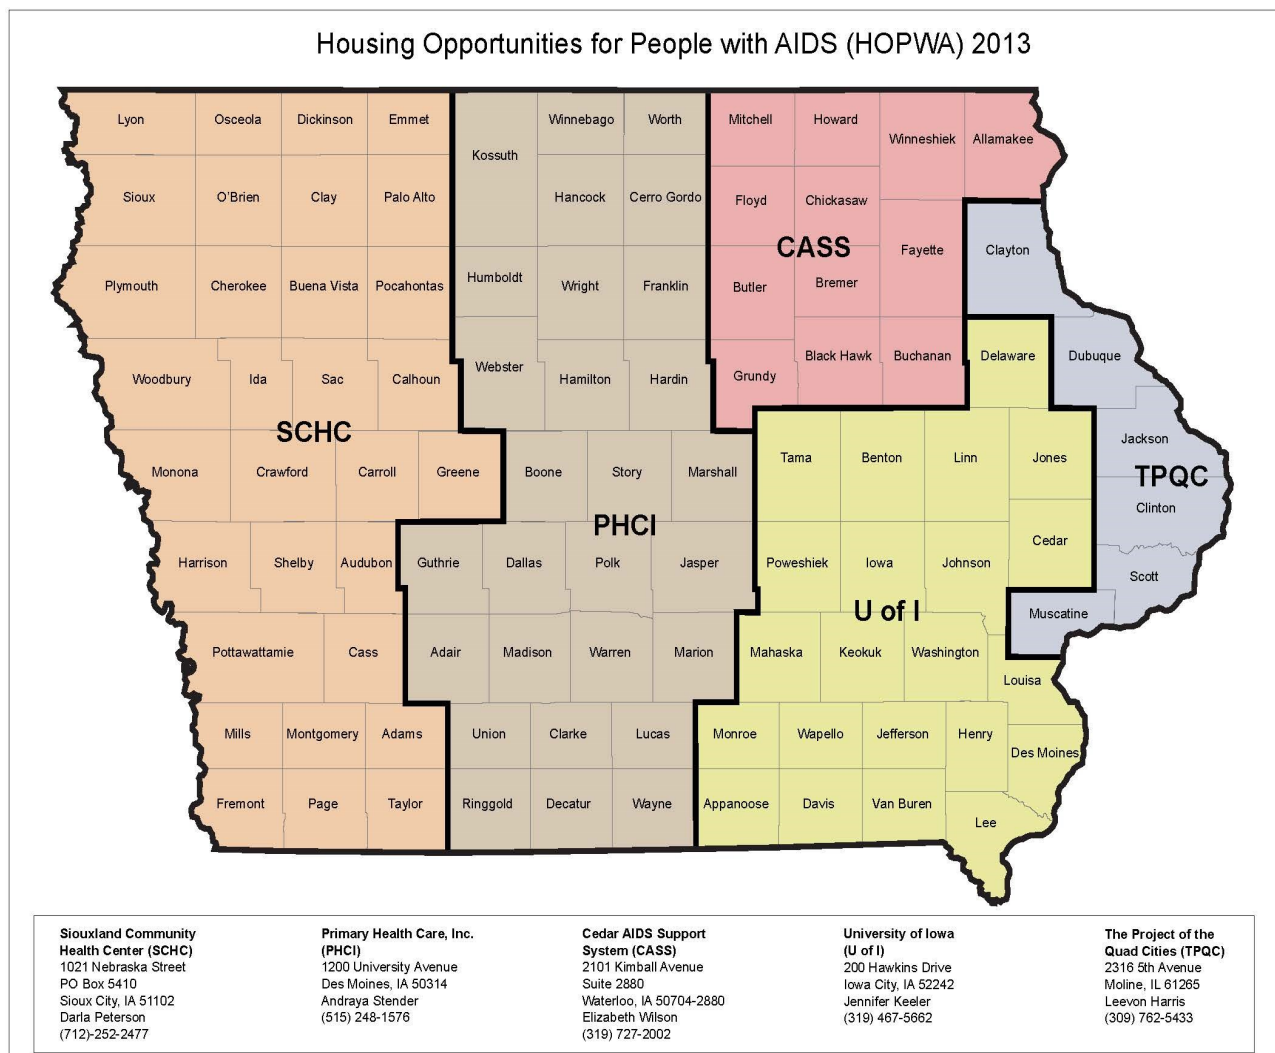 Housing Opportunities for People with AIDS (HOPWA) 2013
Lyon
Osceola
Dickinson
Emmet
Kossuth
Winnebago
Worth
Mitchell
Howard
Winneshiek
Allamakee
Sioux
O'Brien
Clay
Palo Alto
Hancock
Cerro Gordo
Floyd
Chickasaw
CASS
Fayette
Clayton
Plymouth
Cherokee
Buena Vista
Pocahontas
Humboldt
Wright
Franklin
Butler
Bremer
Woodbury
Ida
Sac
Calhoun
Webster
Hamilton
Hardin
Grundy
Black Hawk
Buchanan
Delaware
Dubuque
SCHC
Monona
Crawford
Carroll
Greene
Boone
Story
Marshall
Tama
Benton
Linn
Jones
Jackson
TPQC
Clinton
PHCI
Harrison
Shelby
Audubon
Guthrie
Dallas
Polk
Jasper
Poweshiek
Iowa
Johnson
Cedar
Scott
U of I
Muscatine
Pottawattamie
Cass
Adair
Madison
Warren
Marion
Mahaska
Keokuk
Washington
Louisa
Mills
Montgomery
Adams
Union
Clarke
Lucas
Monroe
Wapello
Jefferson
Henry
Des Moines
Fremont
Page
Taylor
Ringgold
Decatur
Wayne
Appanoose
Davis
Van Buren
Lee
Siouxland Community
Health Center (SCHC)
1021 Nebraska Street
PO Box 5410
Sioux City, IA 51102
Darla Peterson
(712)-252-2477
Primary Health Care, Inc.
(PHCI)
1200 University Avenue
Des Moines, IA 50314
Andraya Stender
(515) 248-1576
Cedar AIDS Support
System (CASS)
2101 Kimball Avenue
Suite 2880
Waterloo, IA 50704-2880
Elizabeth Wilson
(319) 727-2002
University of Iowa
(U of I)
200 Hawkins Drive
Iowa City, IA 52242
Jennifer Keeler
(319) 467-5662
The Project of the
Quad Cities (TPQC)
2316 5th Avenue
Moline, IL 61265
Leevon Harris
(309) 762-5433